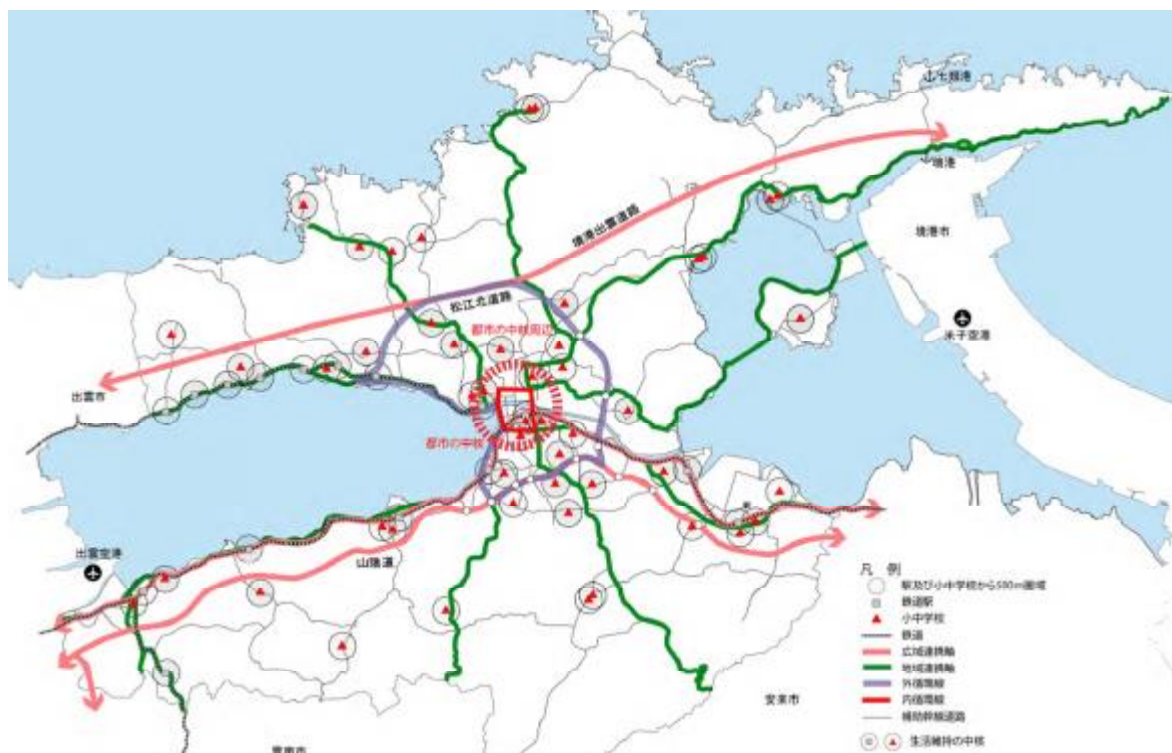 七類港
境港
境港出雲道路
境港市
松江北道路
都市の中核周辺
米子空港
出雲市
都市の中核
出雲空港
山陰道
安来市
雲南市
凡 例
駅及び小中学校から500m圏域
鉄道駅
小中学校
鉄道
広域連携軸
地域連携軸
外循環線
内循環線
補助幹線道路
生活維持の中核